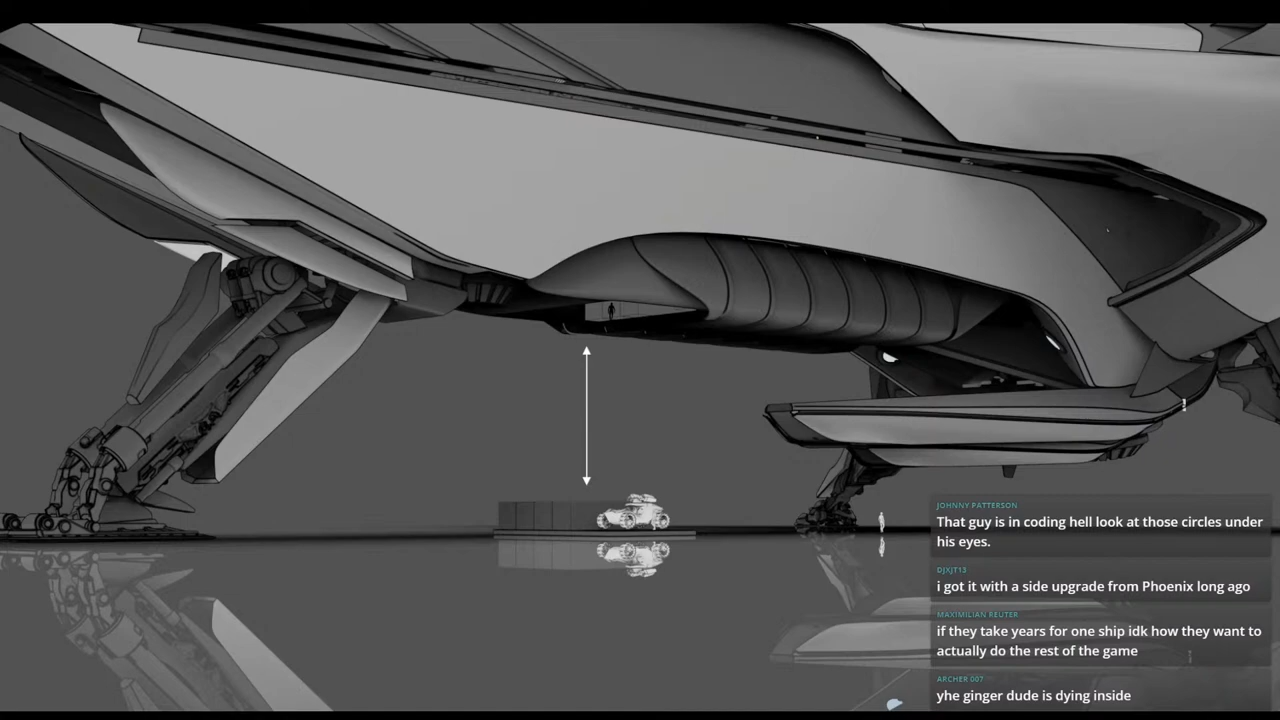 JOHNNY PATTERSON
That guy is in coding hell look at those circles under
his eyes.
DJXJT13
i got it with a side upgrade from Phoenix long ago
MAXIMILIAN REUTER
if they take years for one ship idk how they want to
actually do the rest of the game
ARCHER 007
yhe ginger dude is dying inside